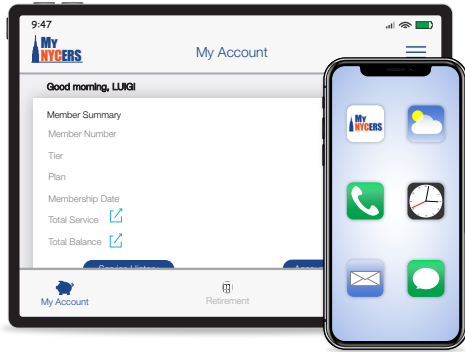 9:47
My
NYCERS
My Account
Good morning, LUIGI
Member Summary
Member Number
Tier
Plan
Membership Date
Total Service
Total Balance
My Account
Retirement
My
NYCERS